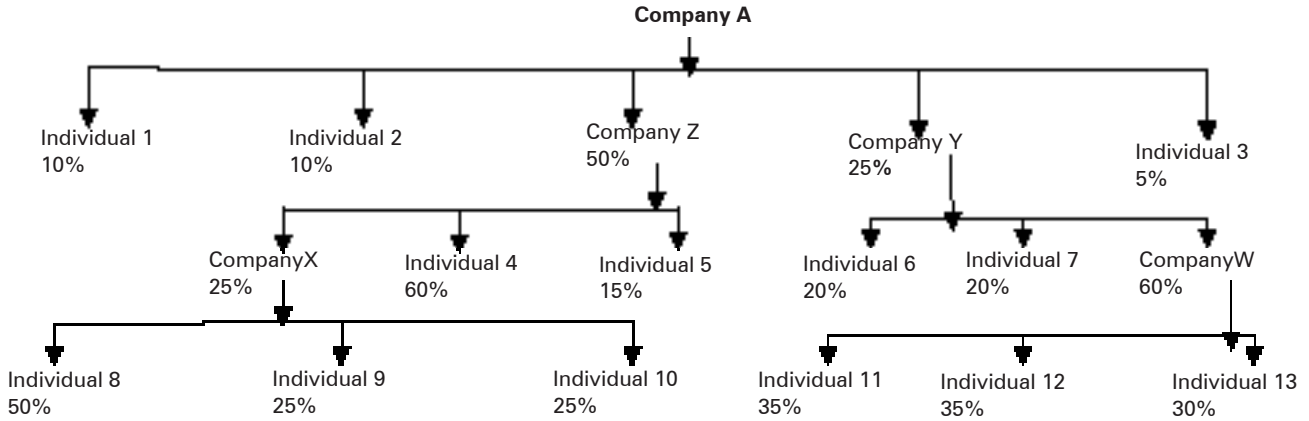 Company A
Individual 1
10%
Individual 2
10%
Company Z
50%
Company Y
25%
Individual 3
5%
CompanyX
25%
Individual 4
60%
Individual 5
15%
Individual 6
20%
Individual 7
20%
CompanyW
60%
Individual 8
50%
Individual 9
25%
Individual 10
25%
Individual 11
35%
Individual 12
35%
Individual 13
30%